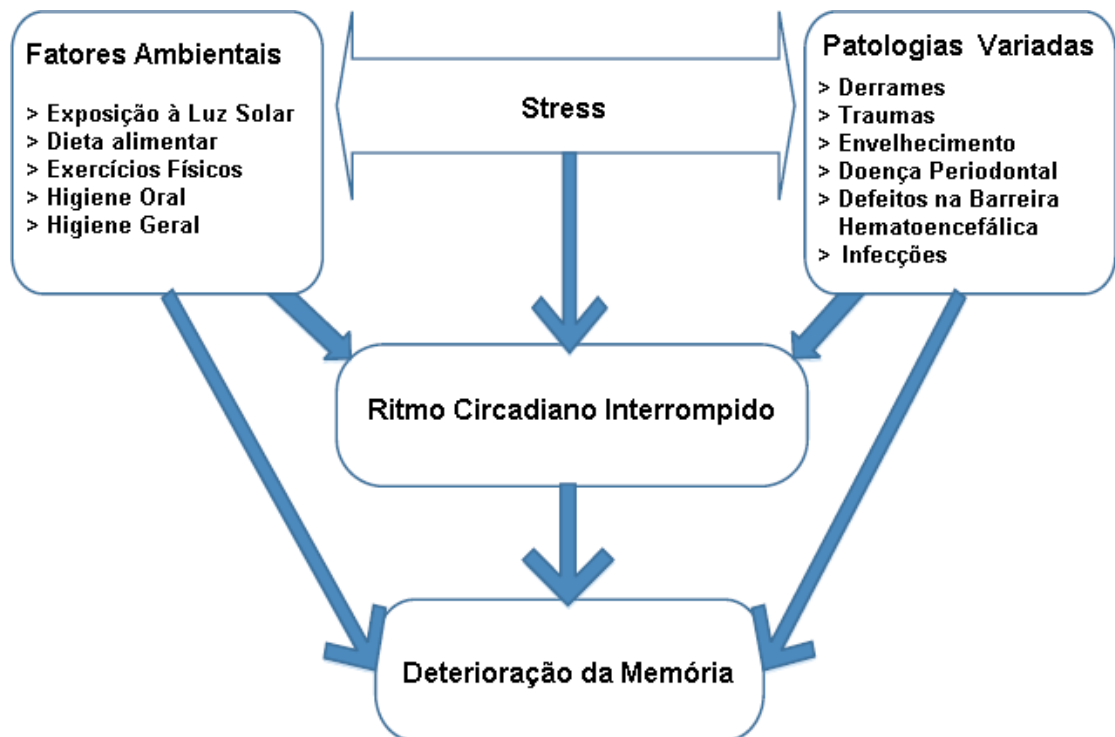 Fatores Ambientais
> Exposição à Luz Solar
> Dieta alimentar
> Exercícios Físicos
> Higiene Oral
> Higiene Geral
Stress
Patologias Variadas
> Derrames
> Traumas
> Envelhecimento
> Doença Periodontal
> Defeitos na Barreira
Hematoencefálica
> Infecções
Ritmo Circadiano Interrompido
Deterioração da Memória